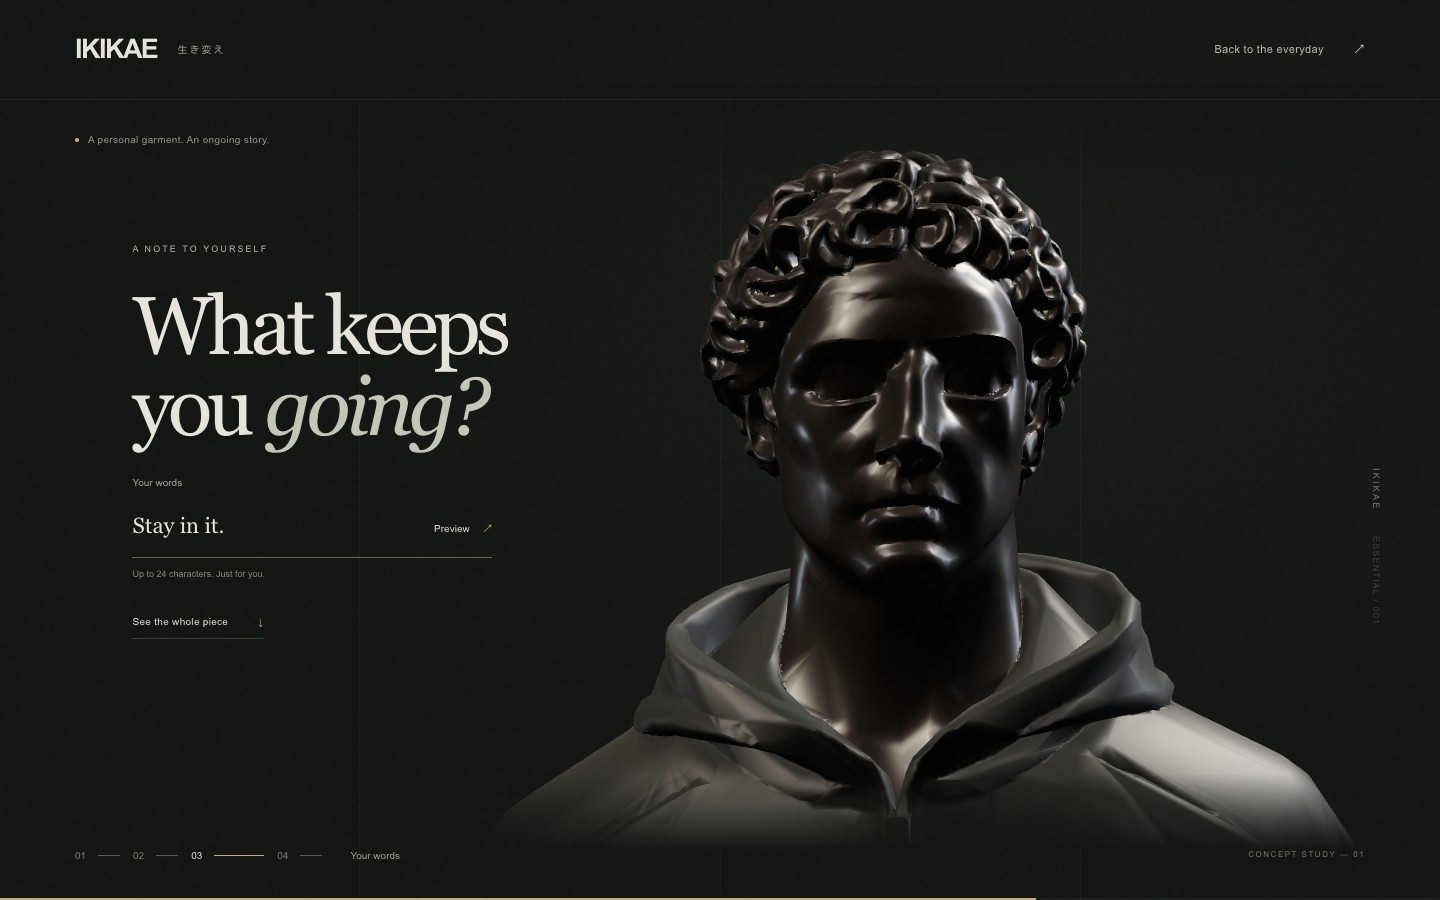 IKIKAE 生き変え
Back to the everyday ↗
A personal garment. An ongoing story.
A NOTE TO YOURSELF
What keeps
you going?
Your words
Stay in it.
Preview ↗
Up to 24 characters. Just for you.
See the whole piece ↓
IKIKAE ESSENTIAL / 001
01 02 03 04 Your words
CONCEPT STUDY — 01